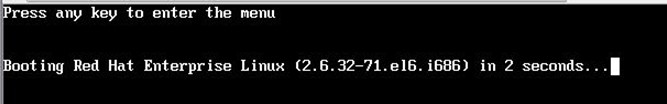 Press any key to enter the menu
Booting Red Hat Enterprise Linux (2.6.32-71.el6.i686) in 2 seconds...